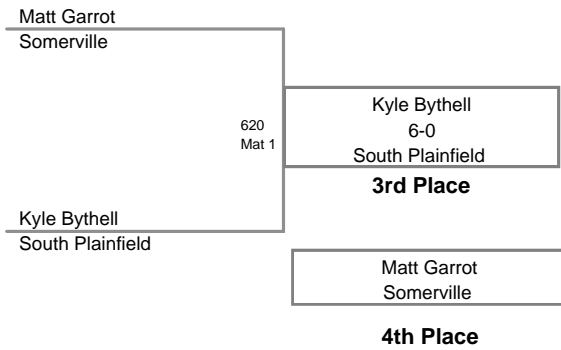 Matt Garrot
Somerville
620
Mat 1
Kyle Bythell
6-0
South Plainfield
3rd Place
Kyle Bythell
South Plainfield
Matt Garrot
Somerville
4th Place